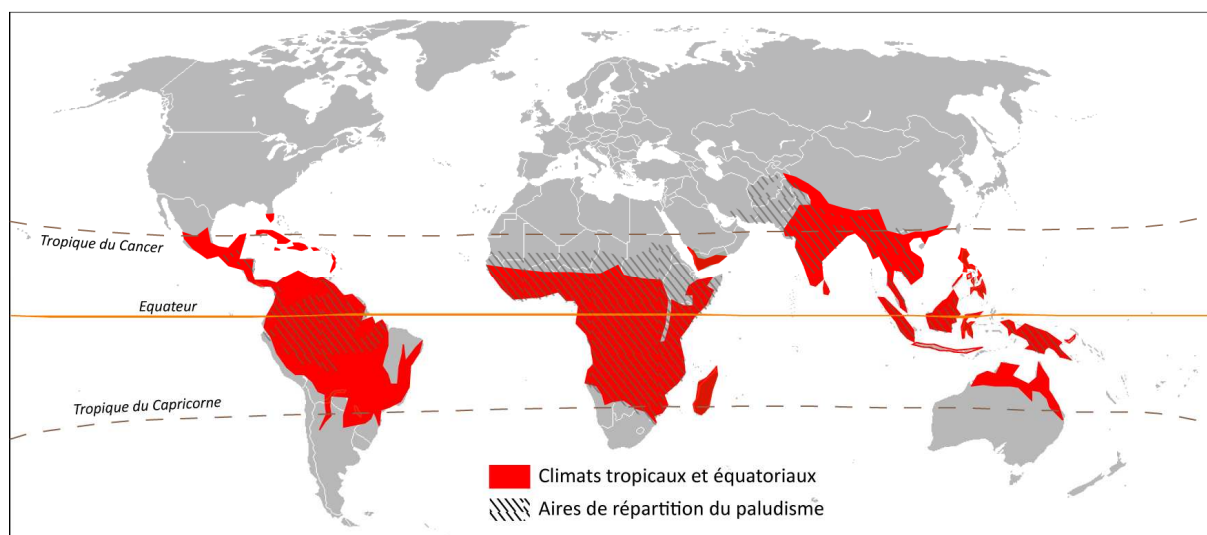 Tropique du Cancer
Equateur
Tropique du Capricorne
Climats tropicaux et équatoriaux
Aires de répartition du paludisme